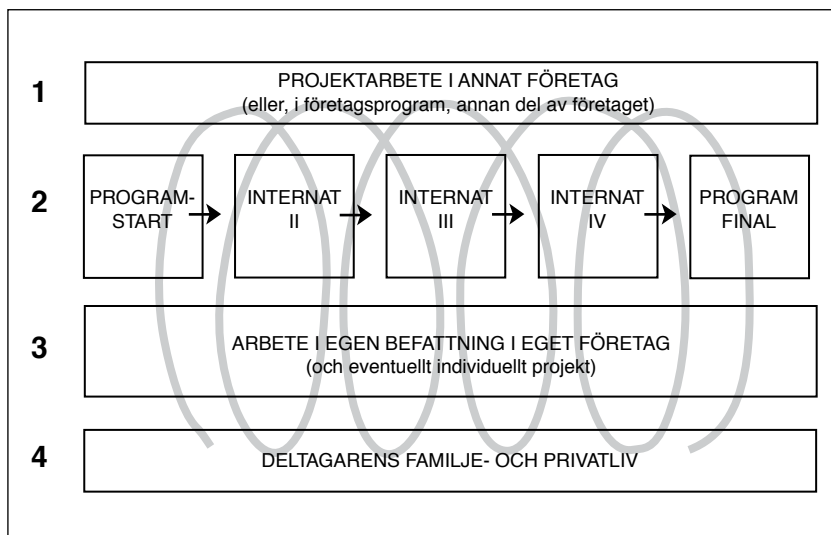 1
PROJEKTARBETE I ANNAT FÖRETAG
(eller, i företagsprogram, annan del av företaget)
2
PROGRAM-
START
INTERNAT
II
INTERNAT
III
INTERNAT
IV
PROGRAM
FINAL
3
ARBETE I EGEN BEFATTNING I EGET FÖRETAG
(och eventuellt individuellt projekt)
4
DELTAGARENS FAMILJE- OCH PRIVATLIV